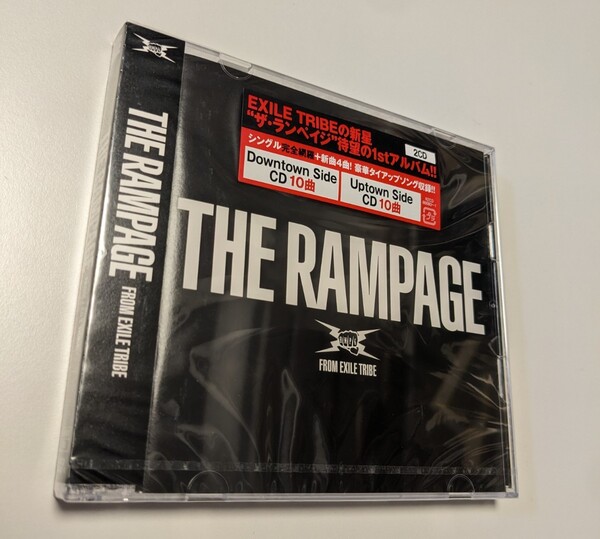 THE RAMPAGE
FROM EXILE TRIBE
EXILE TRIBEの新星
“ザ・ランペイジ”待望の1stアルバム!!
2CD
シングル完全網羅+新曲4曲! 豪華タイアップソング収録!!
Downtown Side
CD 10曲
Uptown Side
CD 10曲
THE RAMPAGE
FROM EXILE TRIBE